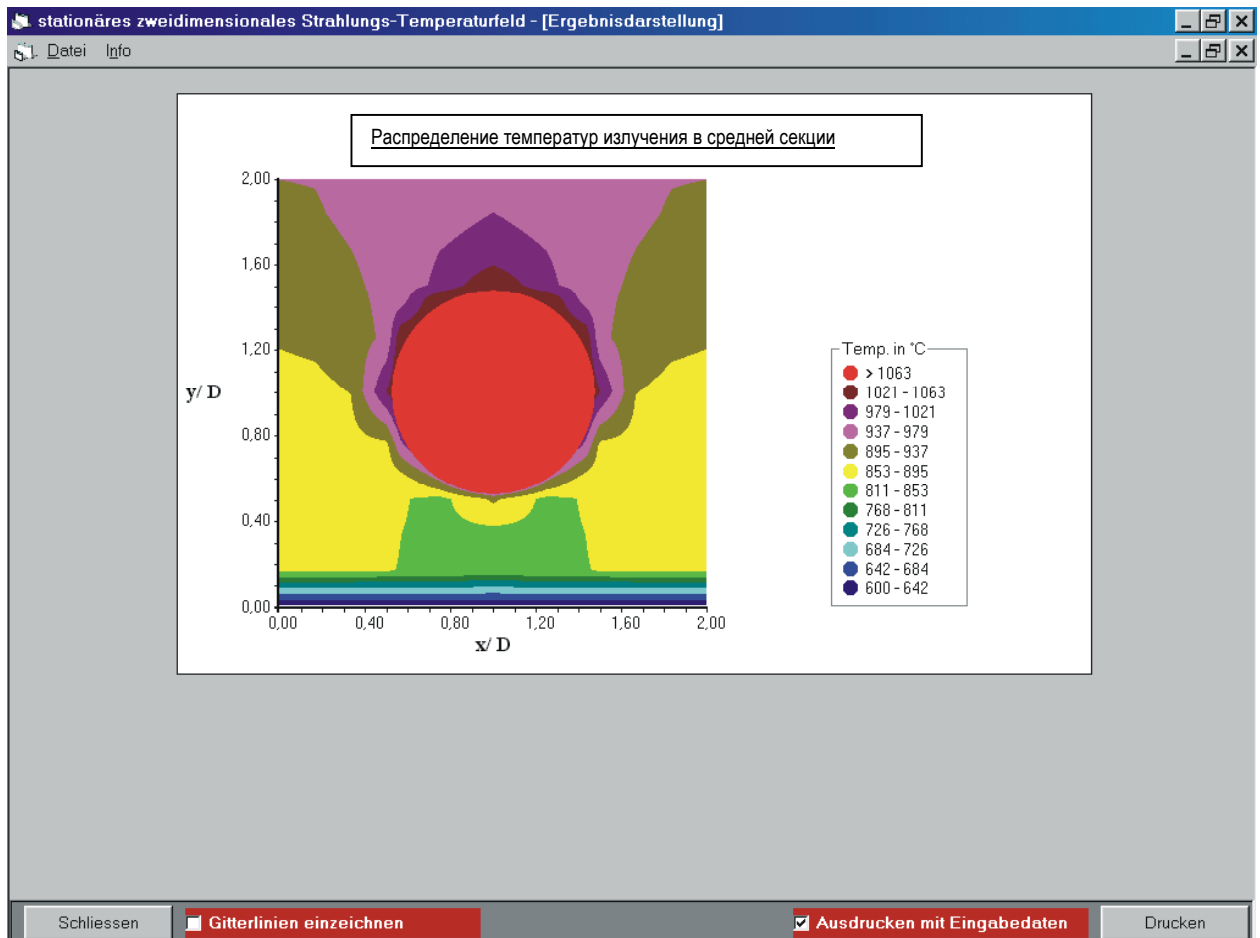 stationäres zweidimensionales Strahlungs-Temperaturfeld - [Ergebnisdarstellung]
Datei Info
Распределение температур излучения в средней секции
2,00
1,60
1,20
0,80
0,40
0,00
y/ D
0,00 0,40 0,80 1,20 1,60 2,00
x/ D
Temp. in °C
> 1063
1021 - 1063
979 - 1021
937 - 979
895 - 937
853 - 895
811 - 853
768 - 811
726 - 768
684 - 726
642 - 684
600 - 642
Schliessen Gitterlinien einzeichnen Ausdrucken mit Eingabedaten Drucken